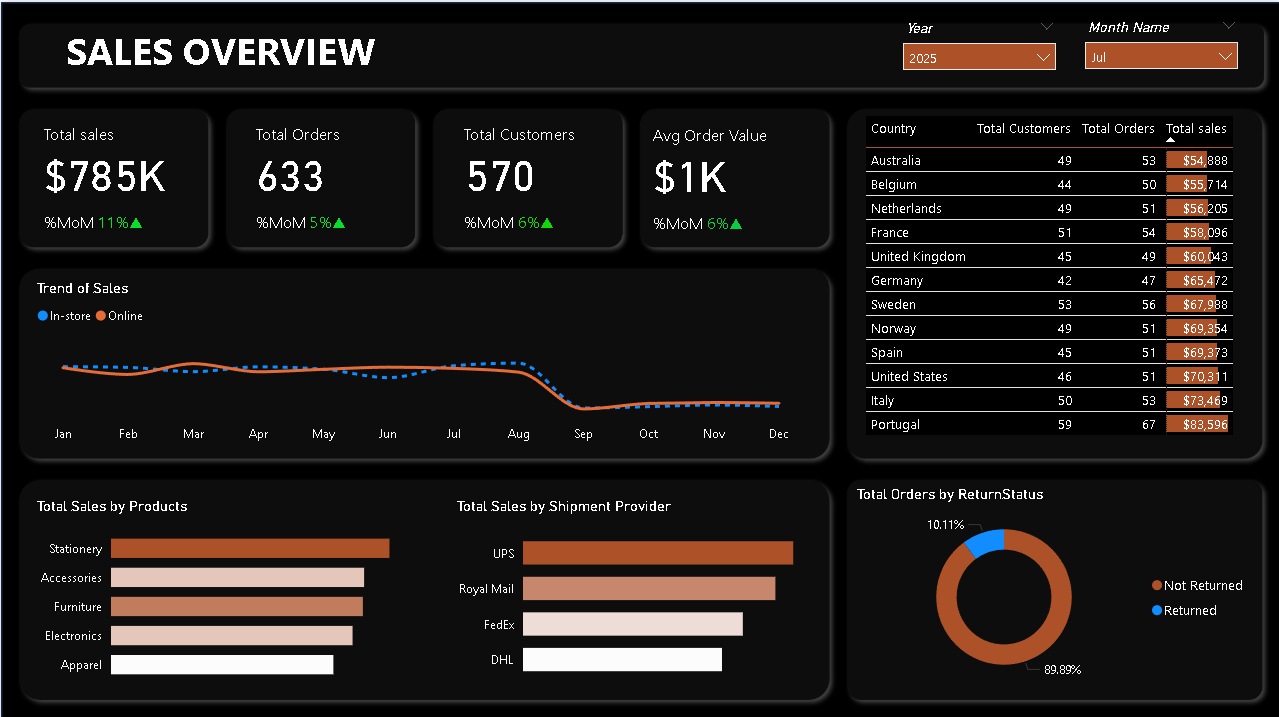 SALES OVERVIEW
Year
2025
Month Name
Jul
Total sales
$785K
%MoM 11%▲
Total Orders
633
%MoM 5%▲
Total Customers
570
%MoM 6%▲
Avg Order Value
$1K
%MoM 6%▲
Country Total Customers Total Orders Total sales
Australia 49 53 $54,888
Belgium 44 50 $55,714
Netherlands 49 51 $56,205
France 51 54 $58,096
United Kingdom 45 49 $60,043
Germany 42 47 $65,472
Sweden 53 56 $67,988
Norway 49 51 $69,354
Spain 45 51 $69,373
United States 46 51 $70,311
Italy 50 53 $73,469
Portugal 59 67 $83,596
Trend of Sales
In-store Online
Jan Feb Mar Apr May Jun Jul Aug Sep Oct Nov Dec
Total Sales by Products
Stationery
Accessories
Furniture
Electronics
Apparel
Total Sales by Shipment Provider
UPS
Royal Mail
FedEx
DHL
Total Orders by ReturnStatus
10.11%
Not Returned
Returned
89.89%